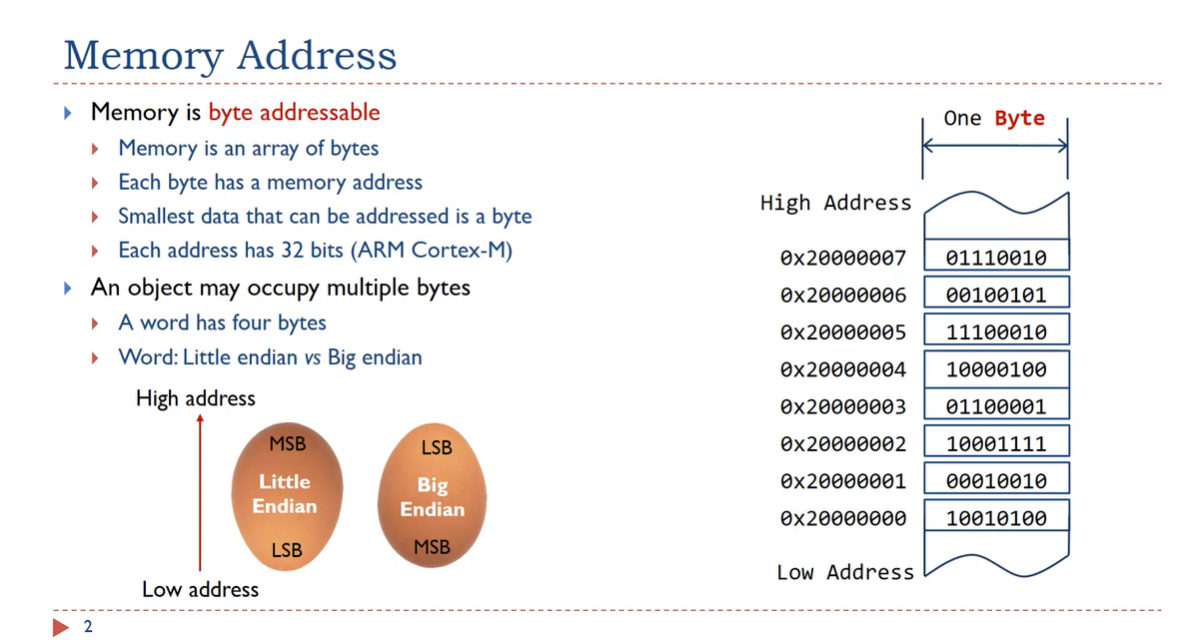 Memory Address
Memory is byte addressable
Memory is an array of bytes
Each byte has a memory address
Smallest data that can be addressed is a byte
Each address has 32 bits (ARM Cortex-M)
An object may occupy multiple bytes
A word has four bytes
Word: Little endian vs Big endian
High address
MSB
Little
Endian
LSB
LSB
Big
Endian
MSB
Low address
One Byte
High Address
0x20000007 01110010
0x20000006 00100101
0x20000005 11100010
0x20000004 10000100
0x20000003 01100001
0x20000002 10001111
0x20000001 00010010
0x20000000 10010100
Low Address
2